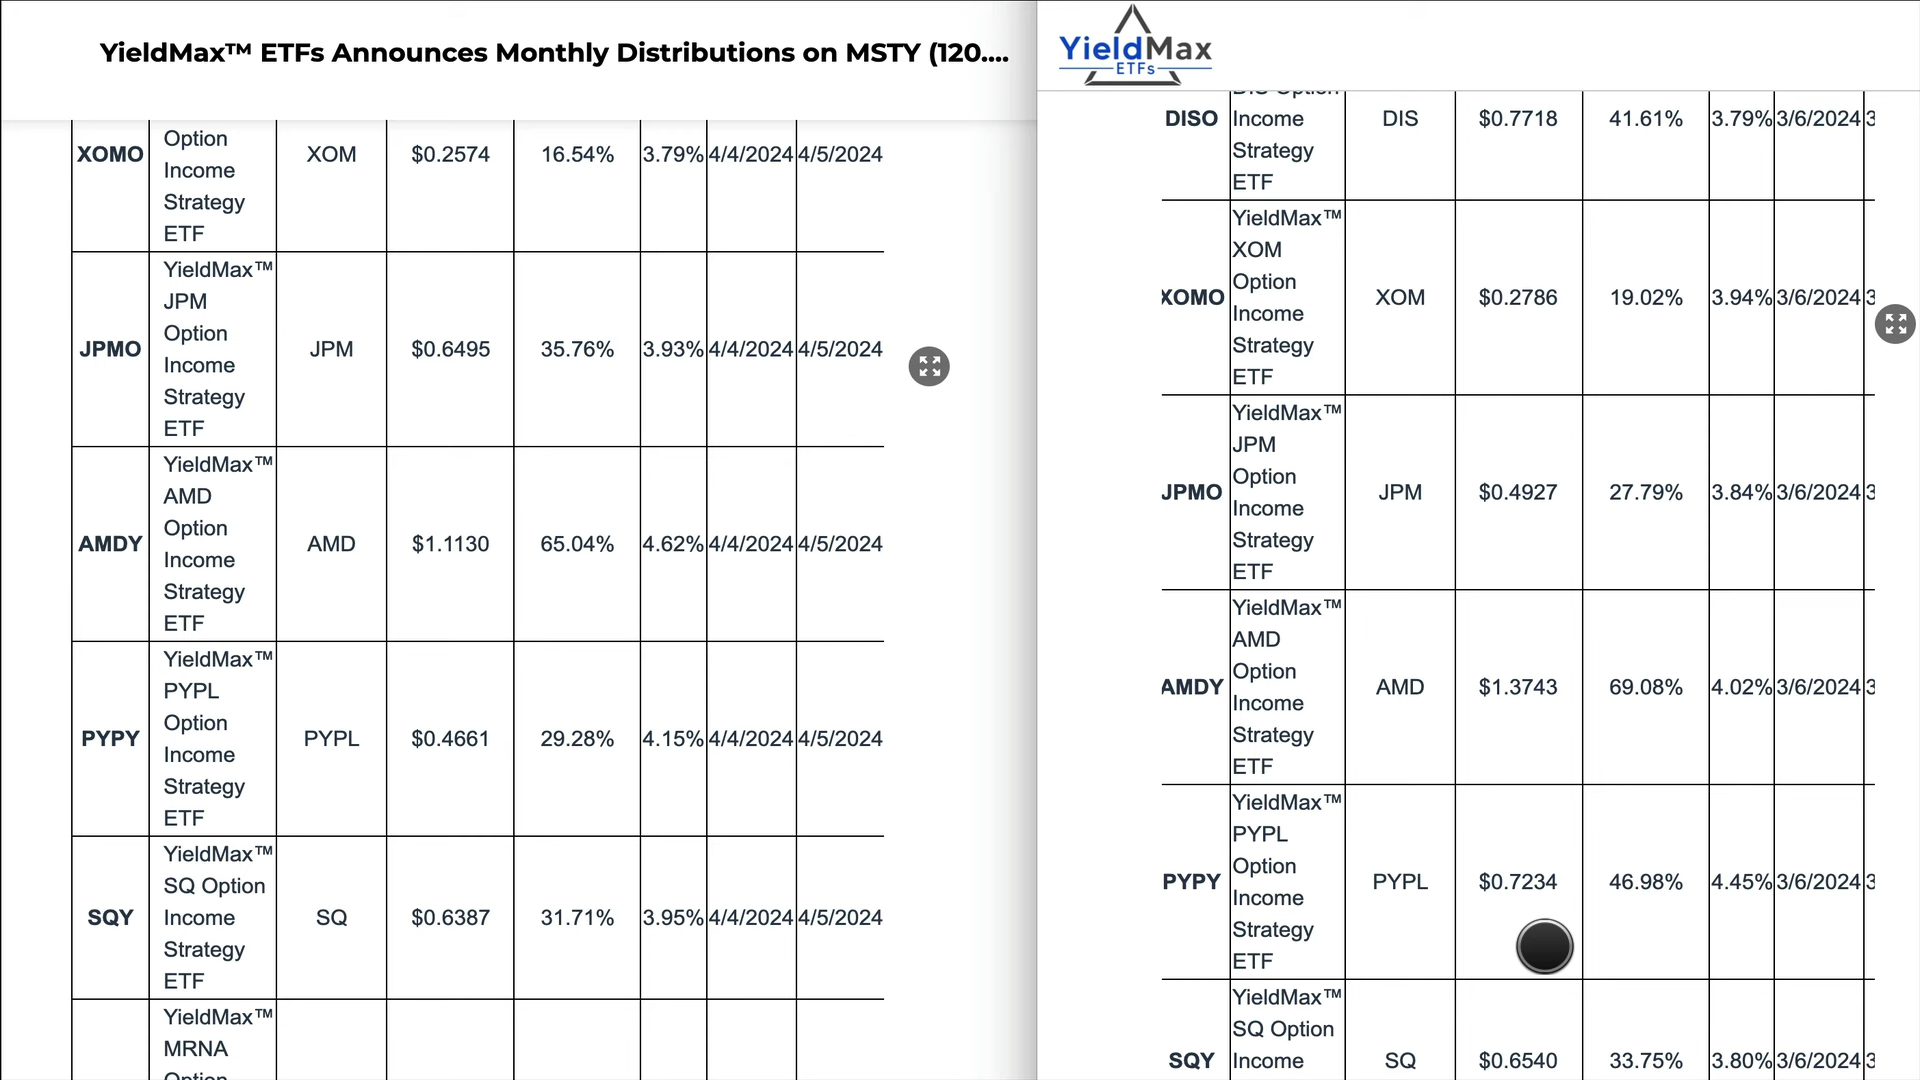 YieldMax™ ETFs Announces Monthly Distributions on MSTY (120....
XOMO
Option
Income
Strategy
ETF
XOM
$0.2574
16.54%
3.79%
4/4/2024
4/5/2024
JPMO
YieldMax™
JPM
Option
Income
Strategy
ETF
JPM
$0.6495
35.76%
3.93%
4/4/2024
4/5/2024
AMDY
YieldMax™
AMD
Option
Income
Strategy
ETF
AMD
$1.1130
65.04%
4.62%
4/4/2024
4/5/2024
PYPY
YieldMax™
PYPL
Option
Income
Strategy
ETF
PYPL
$0.4661
29.28%
4.15%
4/4/2024
4/5/2024
SQY
YieldMax™
SQ Option
Income
Strategy
ETF
SQ
$0.6387
31.71%
3.95%
4/4/2024
4/5/2024
YieldMax™
MRNA
Option
YieldMax
ETFs
DISO
DIS Option
Income
Strategy
ETF
DIS
$0.7718
41.61%
3.79%
3/6/2024
3
XOMO
YieldMax™
XOM
Option
Income
Strategy
ETF
XOM
$0.2786
19.02%
3.94%
3/6/2024
3
JPMO
YieldMax™
JPM
Option
Income
Strategy
ETF
JPM
$0.4927
27.79%
3.84%
3/6/2024
3
AMDY
YieldMax™
AMD
Option
Income
Strategy
ETF
AMD
$1.3743
69.08%
4.02%
3/6/2024
3
PYPY
YieldMax™
PYPL
Option
Income
Strategy
ETF
PYPL
$0.7234
46.98%
4.45%
3/6/2024
3
SQY
YieldMax™
SQ Option
Income
SQ
$0.6540
33.75%
3.80%
3/6/2024
3